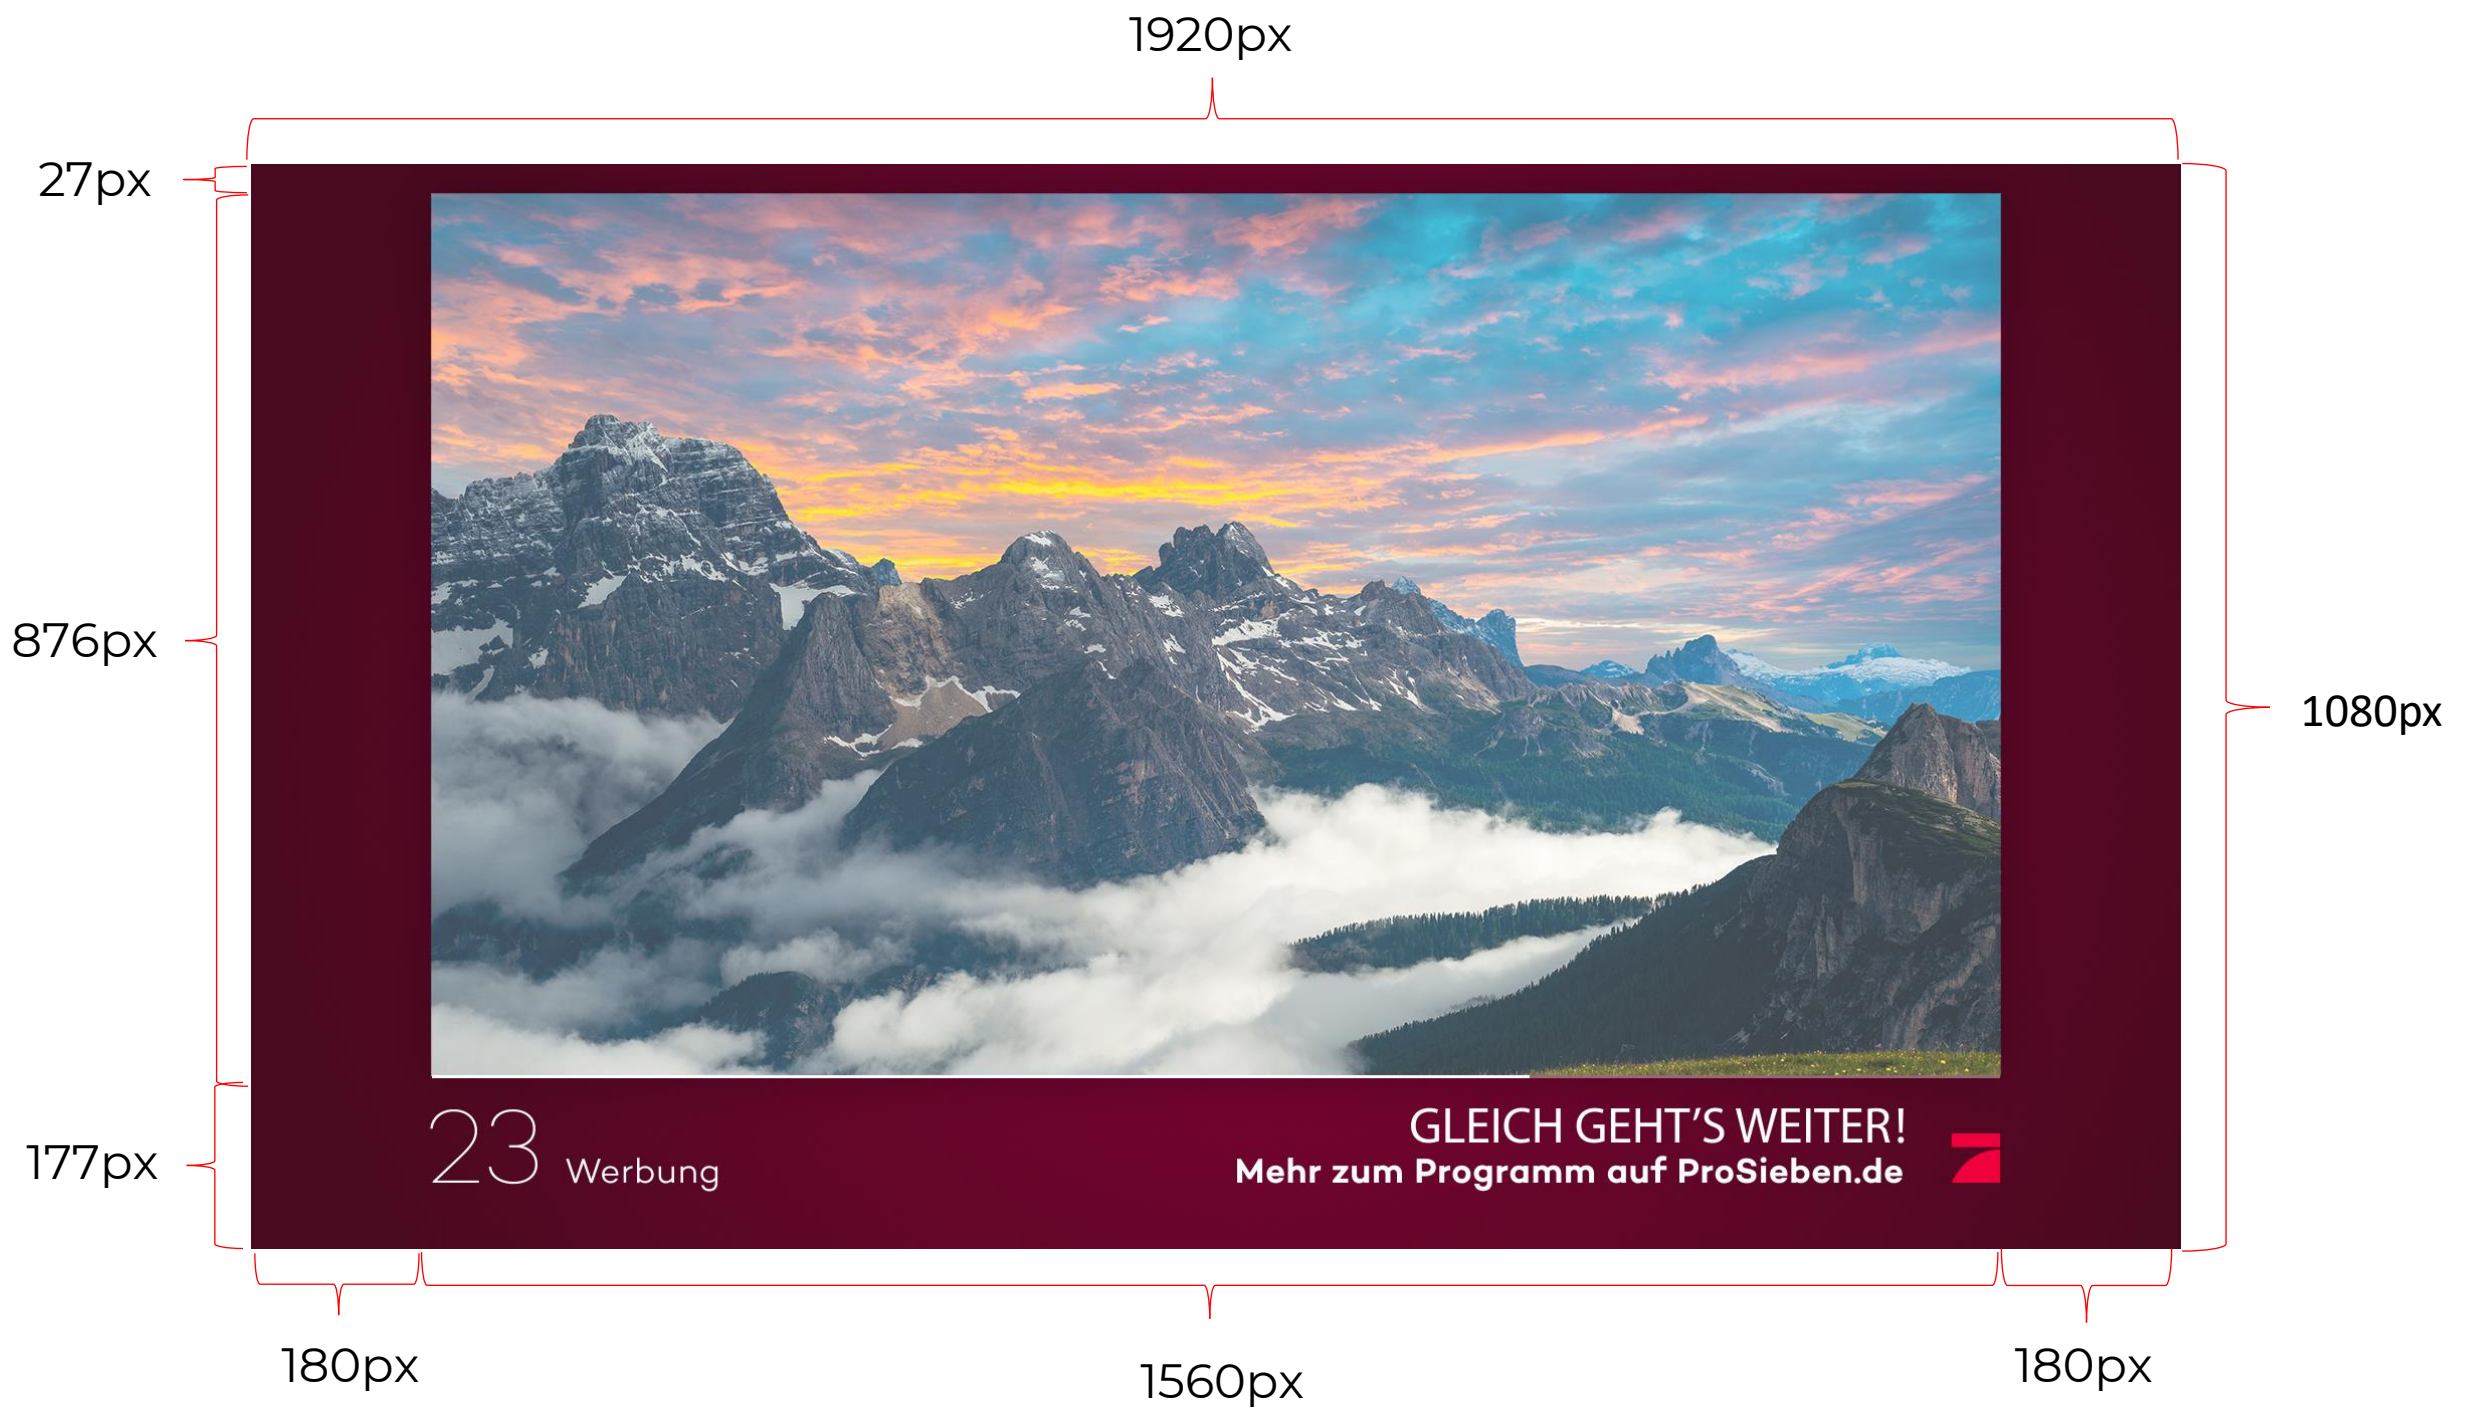 1920px
27px
876px
1080px
177px
23 Werbung
GLEICH GEHT’S WEITER!
Mehr zum Programm auf ProSieben.de
180px
1560px
180px